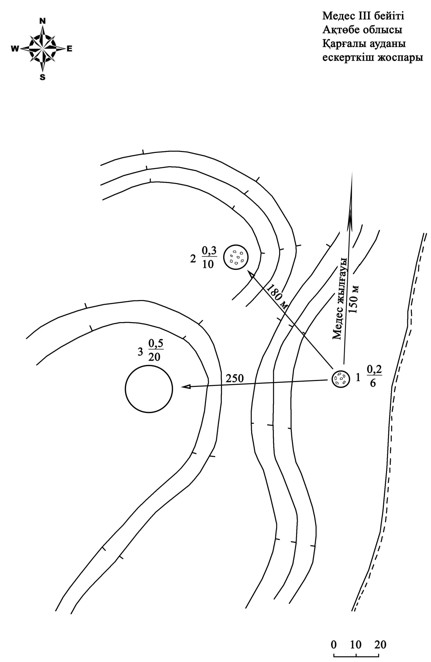 Медес III бейіті
Ақтөбе облысы
Қарғалы ауданы
ескерткіш жоспары
N
W E
S
2 0,3/10
180 м
Медес жылғауы
150 м
3 0,5/20
250
1 0,2/6
0 10 20